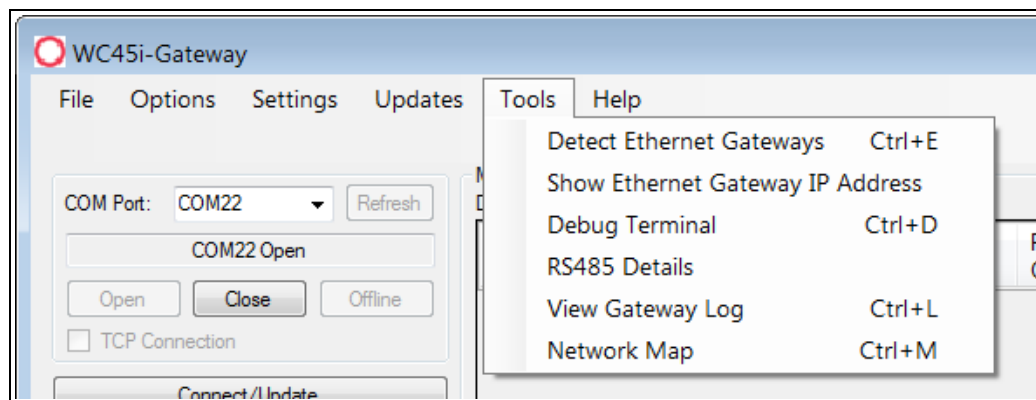 WC45i-Gateway
File Options Settings Updates Tools Help
Detect Ethernet Gateways Ctrl+E
Show Ethernet Gateway IP Address
Debug Terminal Ctrl+D
RS485 Details
View Gateway Log Ctrl+L
Network Map Ctrl+M
COM Port: COM22 Refresh
COM22 Open
Open Close Offline
TCP Connection
Connect/Update